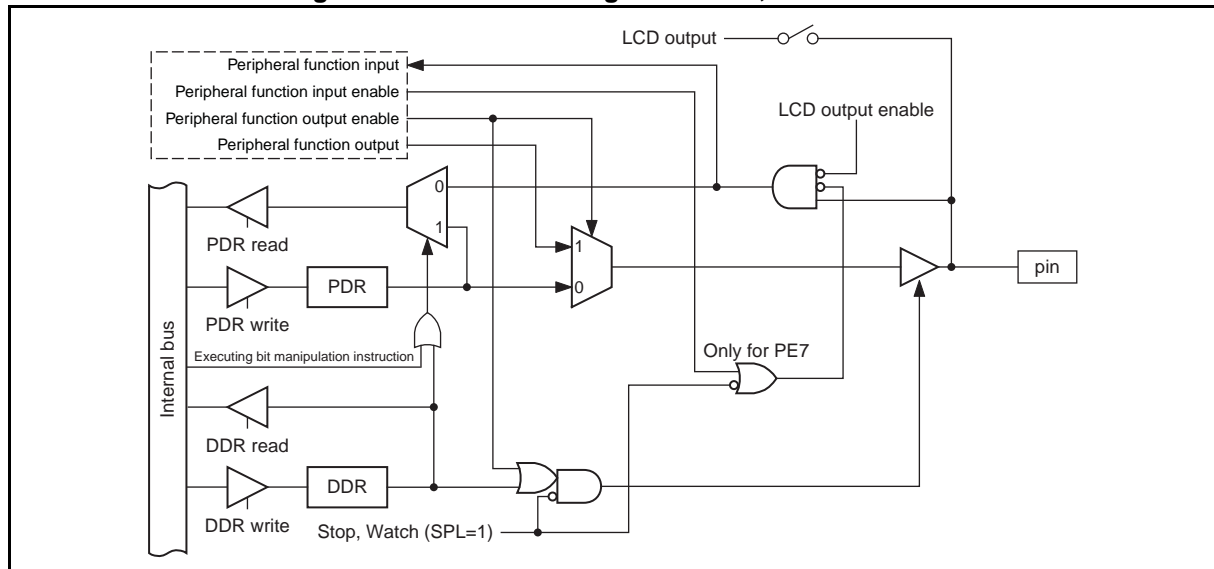 LCD output
Peripheral function input
Peripheral function input enable
Peripheral function output enable
Peripheral function output
LCD output enable
0
1
PDR read
1
0
pin
PDR
PDR write
Only for PE7
Executing bit manipulation instruction
Internal bus
DDR read
DDR
DDR write
Stop, Watch (SPL=1)